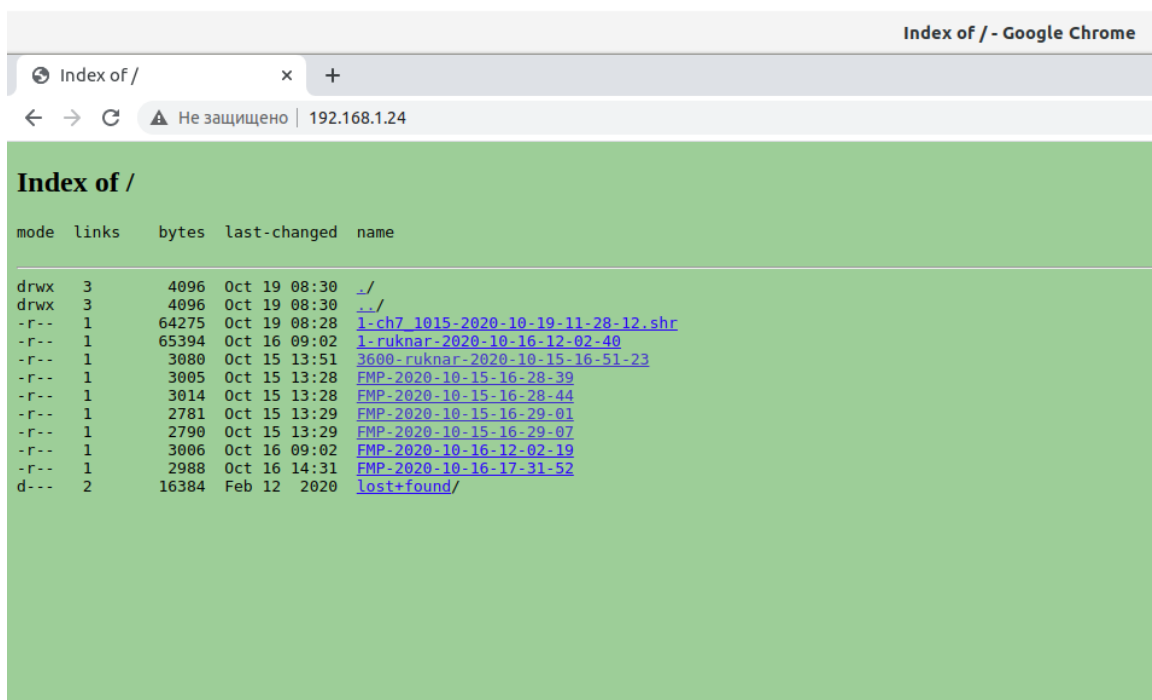 Index of / - Google Chrome
Index of /
Не защищено | 192.168.1.24
Index of /
mode links bytes last-changed name
drwx 3 4096 Oct 19 08:30 ./
drwx 3 4096 Oct 19 08:30 ../
-r-- 1 64275 Oct 19 08:28 1-ch7_1015-2020-10-19-11-28-12.shr
-r-- 1 65394 Oct 16 09:02 1-ruknar-2020-10-16-12-02-40
-r-- 1 3080 Oct 15 13:51 3600-ruknar-2020-10-15-16-51-23
-r-- 1 3005 Oct 15 13:28 FMP-2020-10-15-16-28-39
-r-- 1 3014 Oct 15 13:28 FMP-2020-10-15-16-28-44
-r-- 1 2781 Oct 15 13:29 FMP-2020-10-15-16-29-01
-r-- 1 2790 Oct 15 13:29 FMP-2020-10-15-16-29-07
-r-- 1 3006 Oct 16 09:02 FMP-2020-10-16-12-02-19
-r-- 1 2988 Oct 16 14:31 FMP-2020-10-16-17-31-52
d--- 2 16384 Feb 12 2020 lost+found/